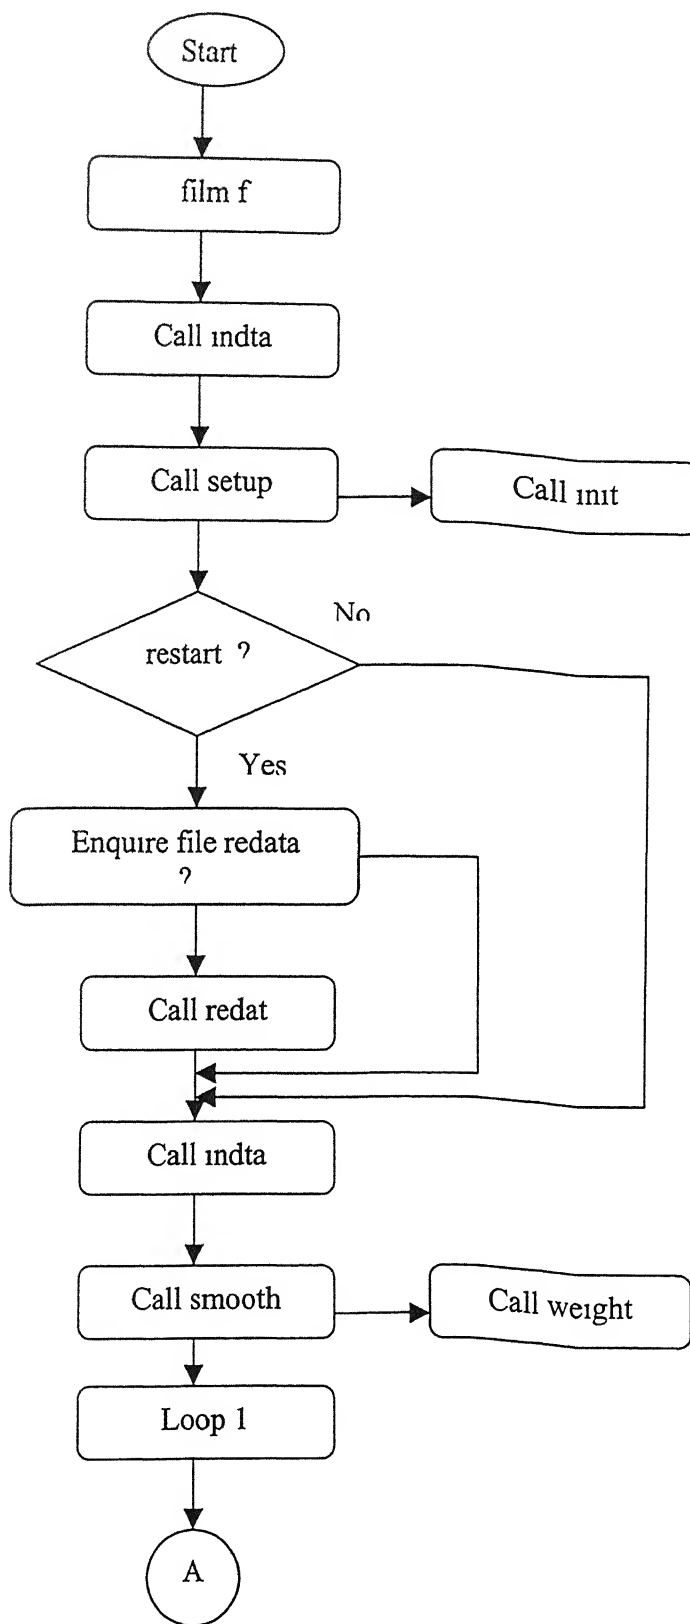 Start
film f
Call indta
Call setup
Call init
No
restart ?
Yes
Enquire file redata
?
Call redat
Call indta
Call smooth
Call weight
Loop 1
A